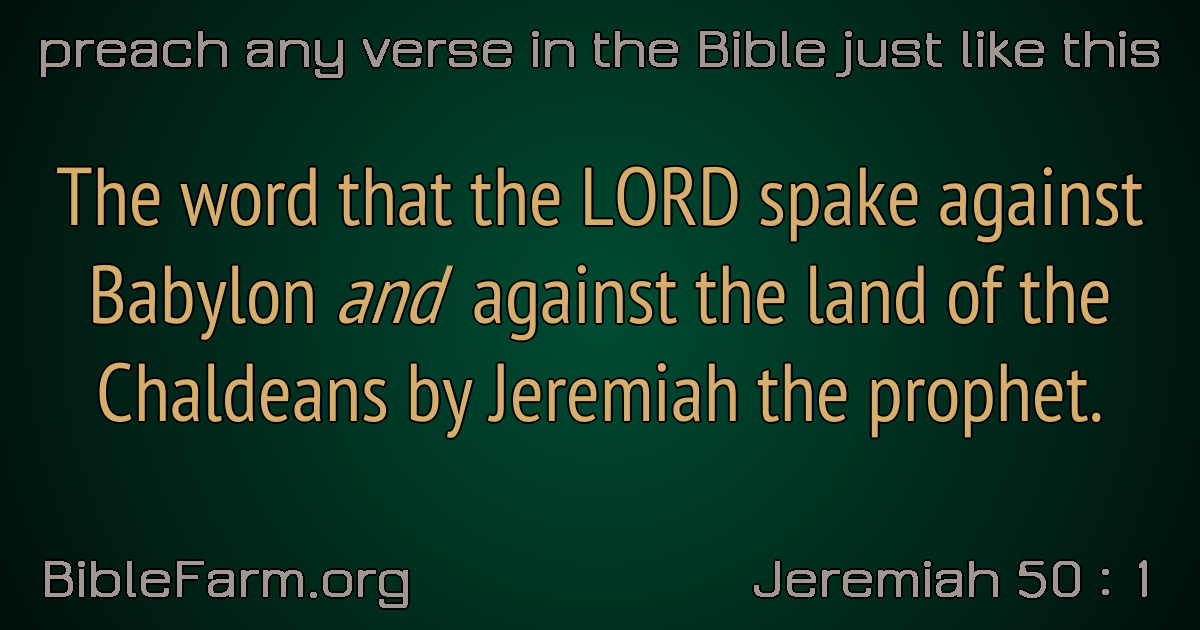 preach any verse in the Bible just like this
The word that the LORD spake against
Babylon and against the land of the
Chaldeans by Jeremiah the prophet.
BibleFarm.org
Jeremiah 50 : 1